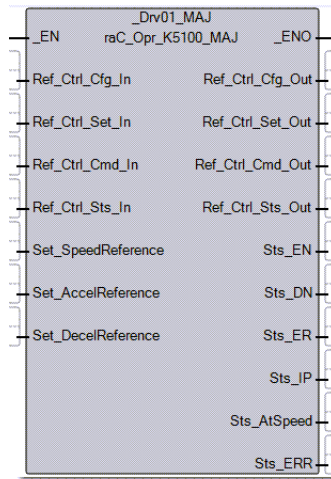 _Drv01_MAJ
_EN raC_Opr_K5100_MAJ _ENO
Ref_Ctrl_Cfg_In Ref_Ctrl_Cfg_Out
Ref_Ctrl_Set_In Ref_Ctrl_Set_Out
Ref_Ctrl_Cmd_In Ref_Ctrl_Cmd_Out
Ref_Ctrl_Sts_In Ref_Ctrl_Sts_Out
Set_SpeedReference Sts_EN
Set_AccelReference Sts_DN
Set_DecelReference Sts_ER
Sts_IP
Sts_AtSpeed
Sts_ERR